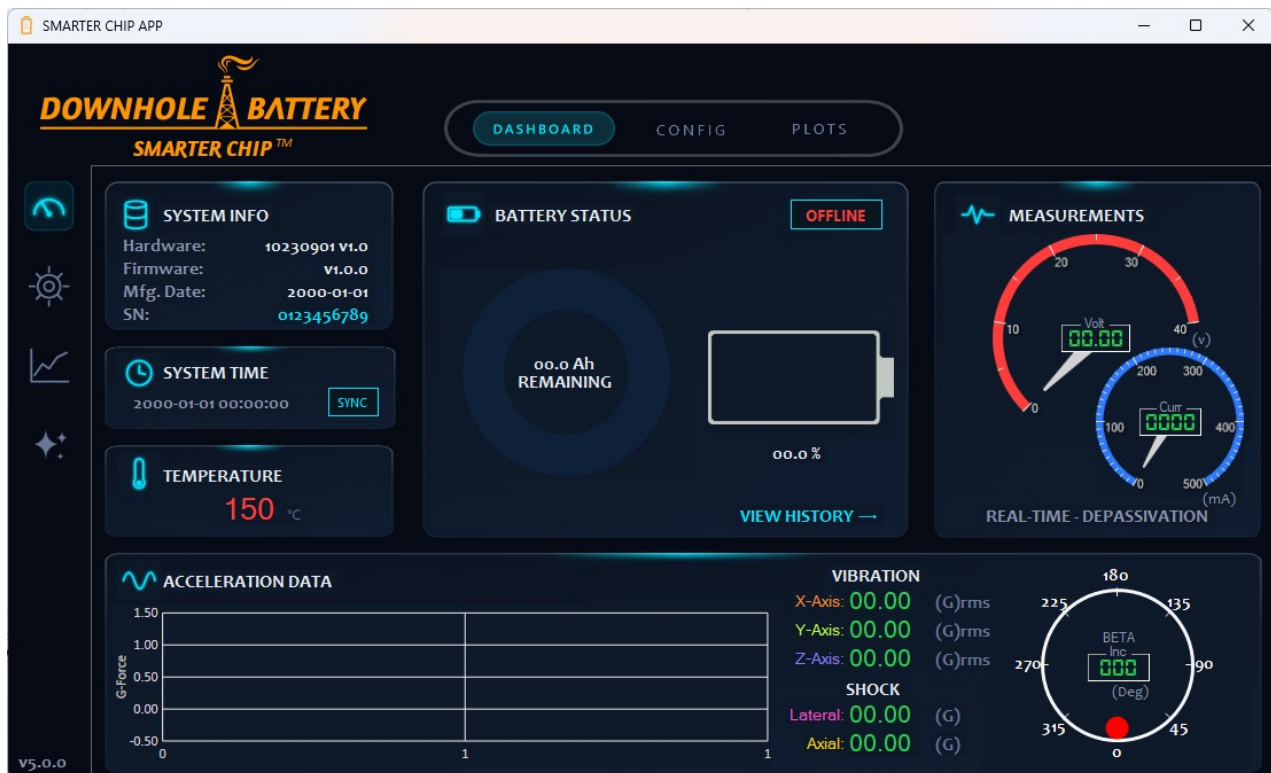 SMARTER CHIP APP
DOWNHOLE BATTERY
SMARTER CHIP™
DASHBOARD CONFIG PLOTS
SYSTEM INFO
Hardware: 10230901 v1.0
Firmware: v1.0.0
Mfg. Date: 2000-01-01
SN: 0123456789
SYSTEM TIME
2000-01-01 00:00:00 SYNC
TEMPERATURE
150 °C
BATTERY STATUS OFFLINE
00.0 Ah
REMAINING
00.0 %
VIEW HISTORY →
MEASUREMENTS
0 10 20 30 40 (v)
Volt
00.00
0 100 200 300 400 500 (mA)
Curr
0000
REAL-TIME - DEPASSIVATION
ACCELERATION DATA
G-Force
1.50
1.00
0.50
0.00
-0.50
0 1 1
VIBRATION
X-Axis: 00.00 (G)rms
Y-Axis: 00.00 (G)rms
Z-Axis: 00.00 (G)rms
SHOCK
Lateral: 00.00 (G)
Axial: 00.00 (G)
180
225 135
BETA
Inc
270 000 90
(Deg)
315 45
0
v5.0.0